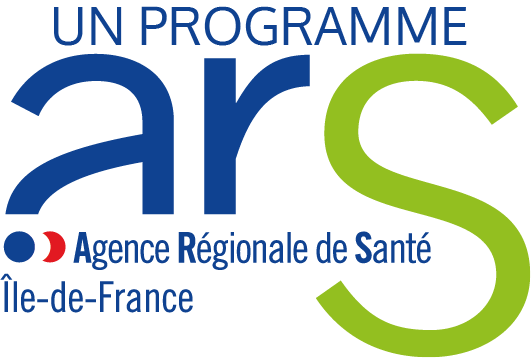 UN PROGRAMME
arS
Agence Régionale de Santé
Île-de-France